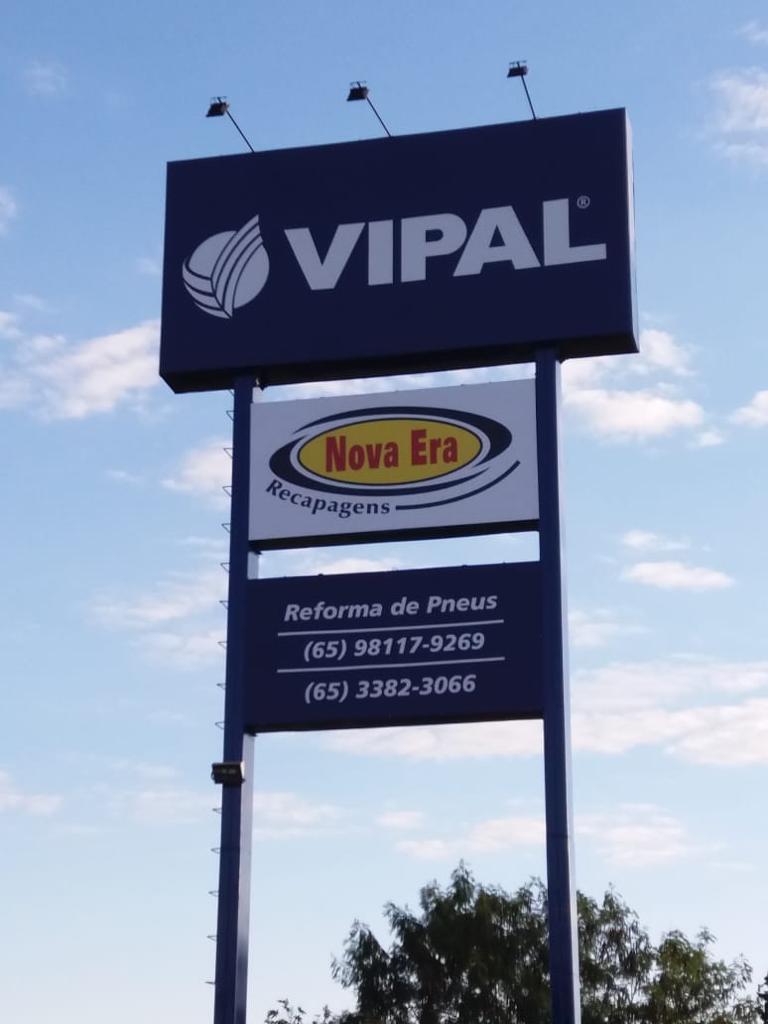 VIPAL®
Nova Era
Recapagens
Reforma de Pneus
(65) 98117-9269
(65) 3382-3066